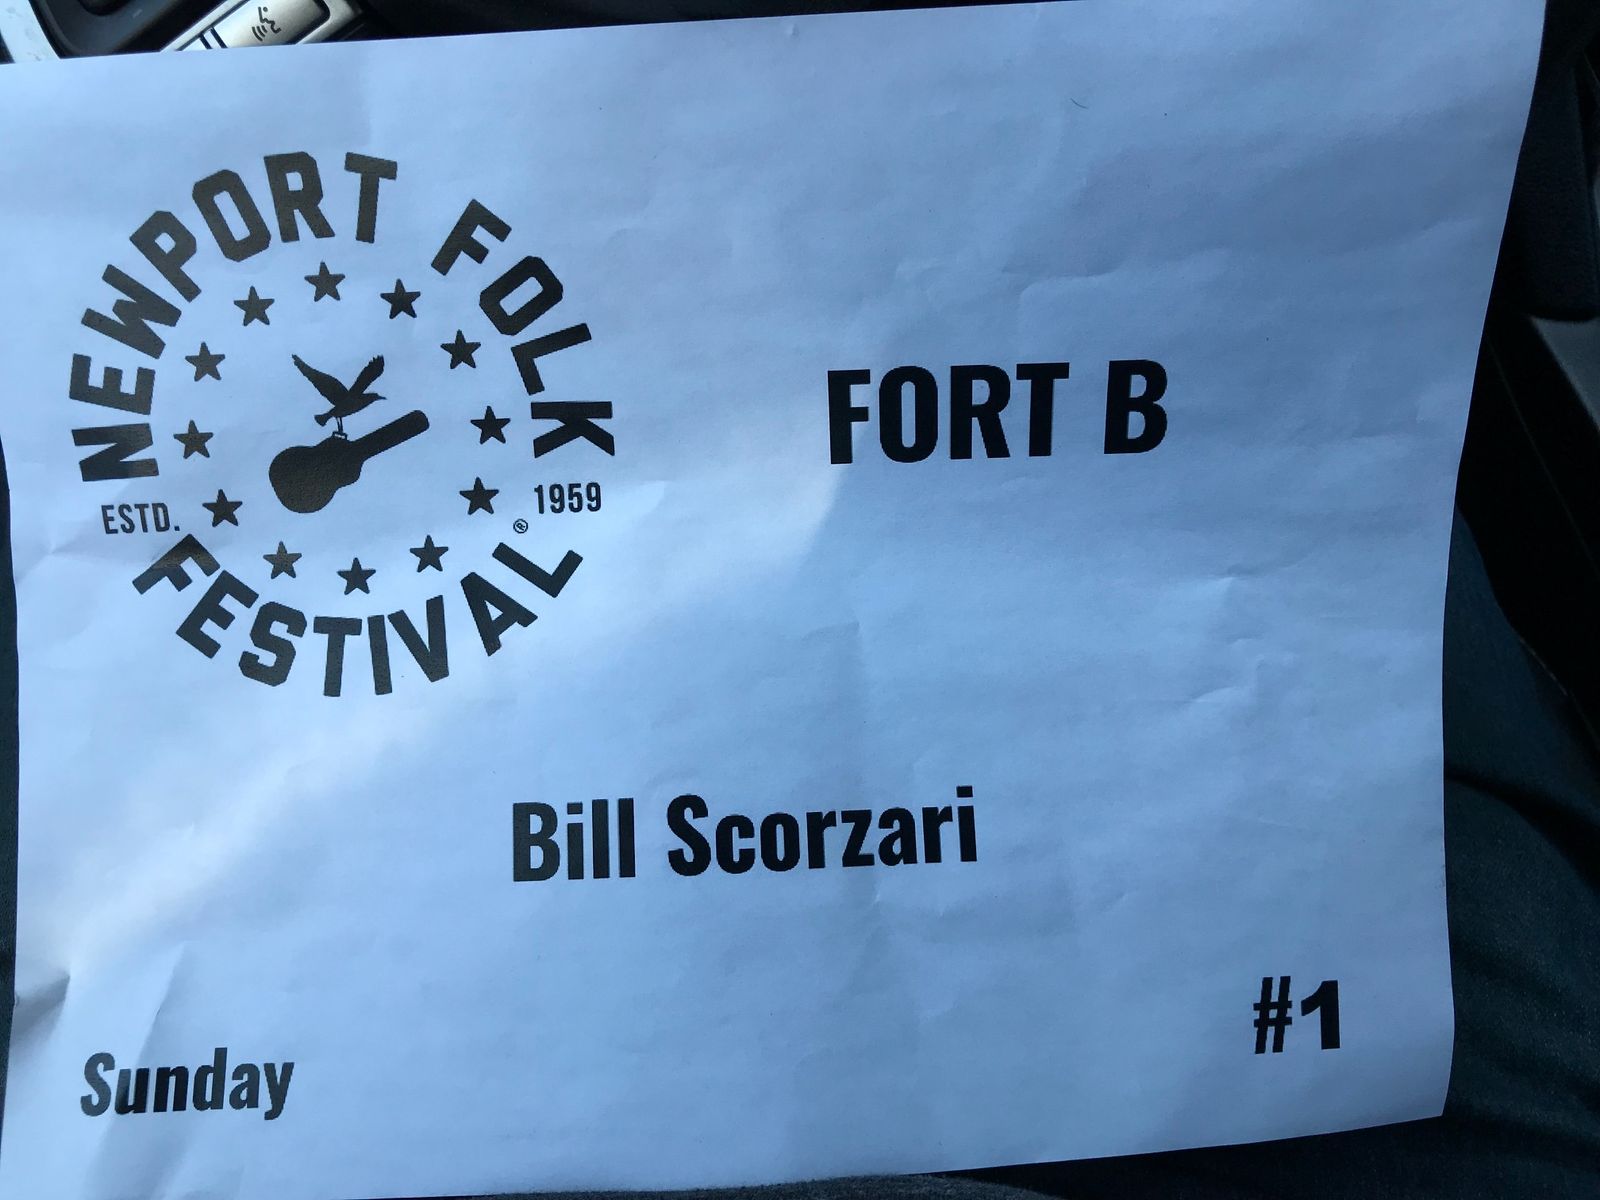 NEWPORT FOLK
ESTD. 1959
FESTIVAL®
FORT B
Bill Scorzari
#1
Sunday